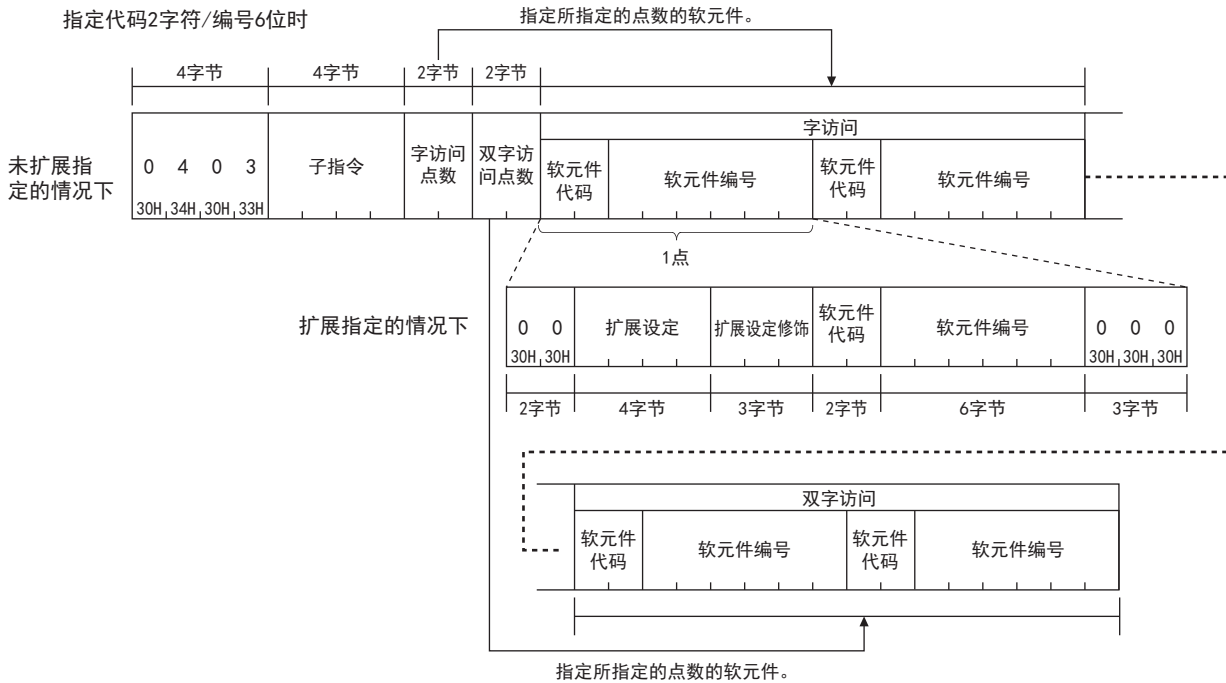 指定代码2字符/编号6位时
指定所指定的点数的软元件。
4字节 4字节 2字节 2字节
字访问
未扩展指
定的情况下
0 4 0 3
30H 34H 30H 33H
子指令
字访问
点数
双字访
问点数
软元件
代码
软元件编号
软元件
代码
软元件编号
1点
扩展指定的情况下
0 0
30H 30H
扩展设定
扩展设定修饰
软元件
代码
软元件编号
0 0 0
30H 30H 30H
2字节 4字节 3字节 2字节 6字节 3字节
双字访问
软元件
代码
软元件编号
软元件
代码
软元件编号
指定所指定的点数的软元件。